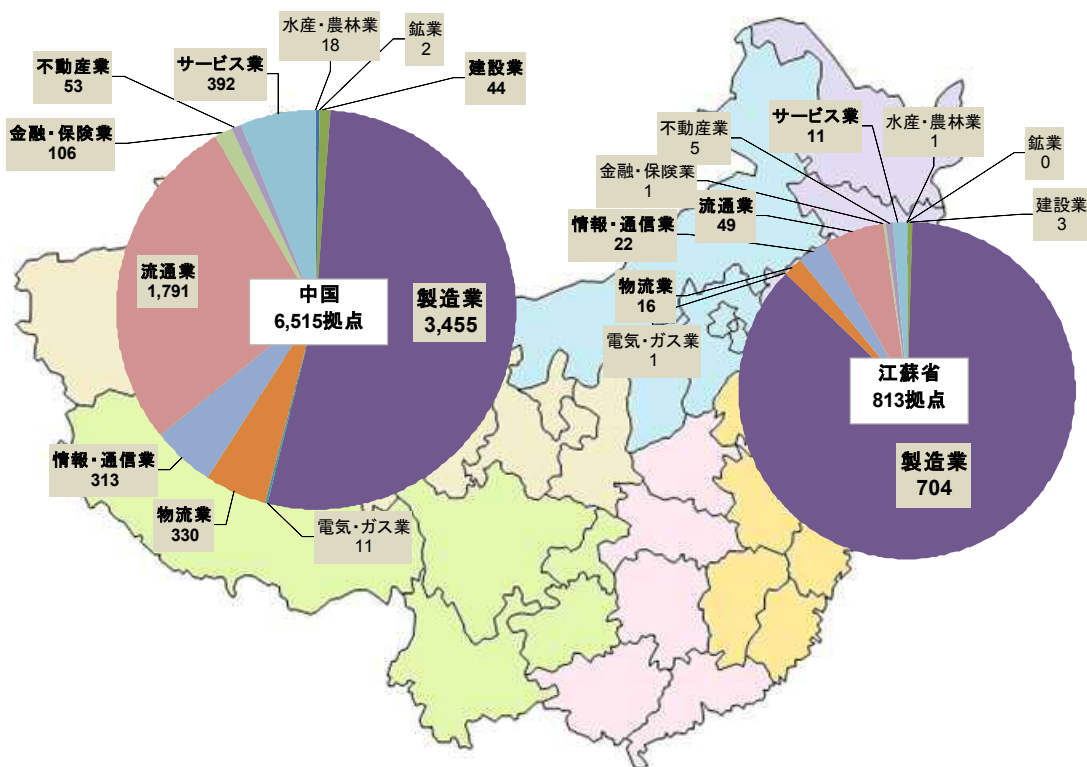 水産・農林業
18
鉱業
2
建設業
44
サービス業
392
不動産業
53
金融・保険業
106
流通業
1,791
中国
6,515拠点
製造業
3,455
情報・通信業
313
物流業
330
電気・ガス業
11
水産・農林業
1
鉱業
0
建設業
3
サービス業
11
不動産業
5
金融・保険業
1
流通業
49
情報・通信業
22
物流業
16
電気・ガス業
1
江蘇省
813拠点
製造業
704